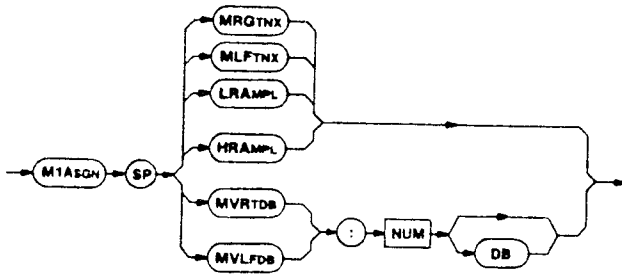 MRGTNX
MLFTNX
LRAMPL
HRAMPL
M1ASGN SP
MVRTDB
: NUM
DB
MVLFDB